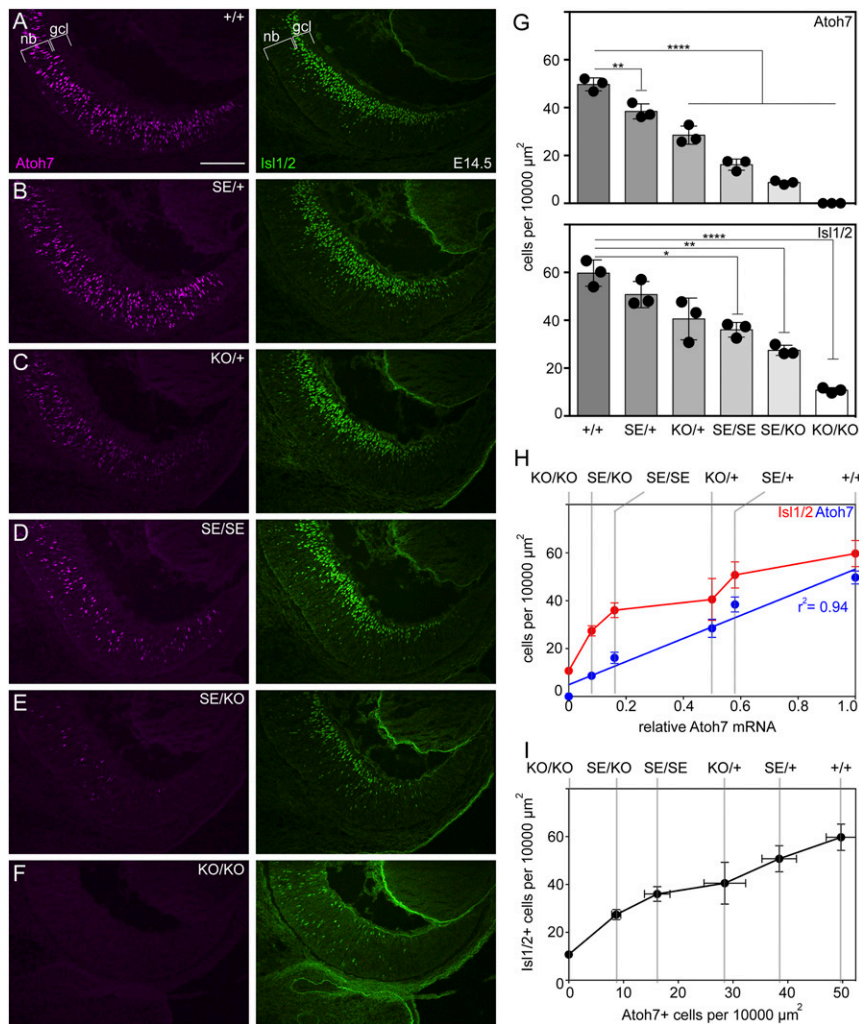 A
nb
gcl
+/+
Atoh7
nb
gcl
Isl1/2
E14.5
B
SE/+
C
KO/+
D
SE/SE
E
SE/KO
F
KO/KO
G
Atoh7
60
40
20
0
**
****
cells per 10000 µm²
Isl1/2
60
40
20
0
****
**
*
+/+ SE/+ KO/+ SE/SE SE/KO KO/KO
H
KO/KO SE/KO SE/SE KO/+ SE/+ +/+
Isl1/2 Atoh7
cells per 10000 µm²
60
40
20
0
r²= 0.94
0 0.2 0.4 0.6 0.8 1.0
relative Atoh7 mRNA
I
KO/KO SE/KO SE/SE KO/+ SE/+ +/+
Isl1/2+ cells per 10000 µm²
60
40
20
0
0 10 20 30 40 50
Atoh7+ cells per 10000 µm²